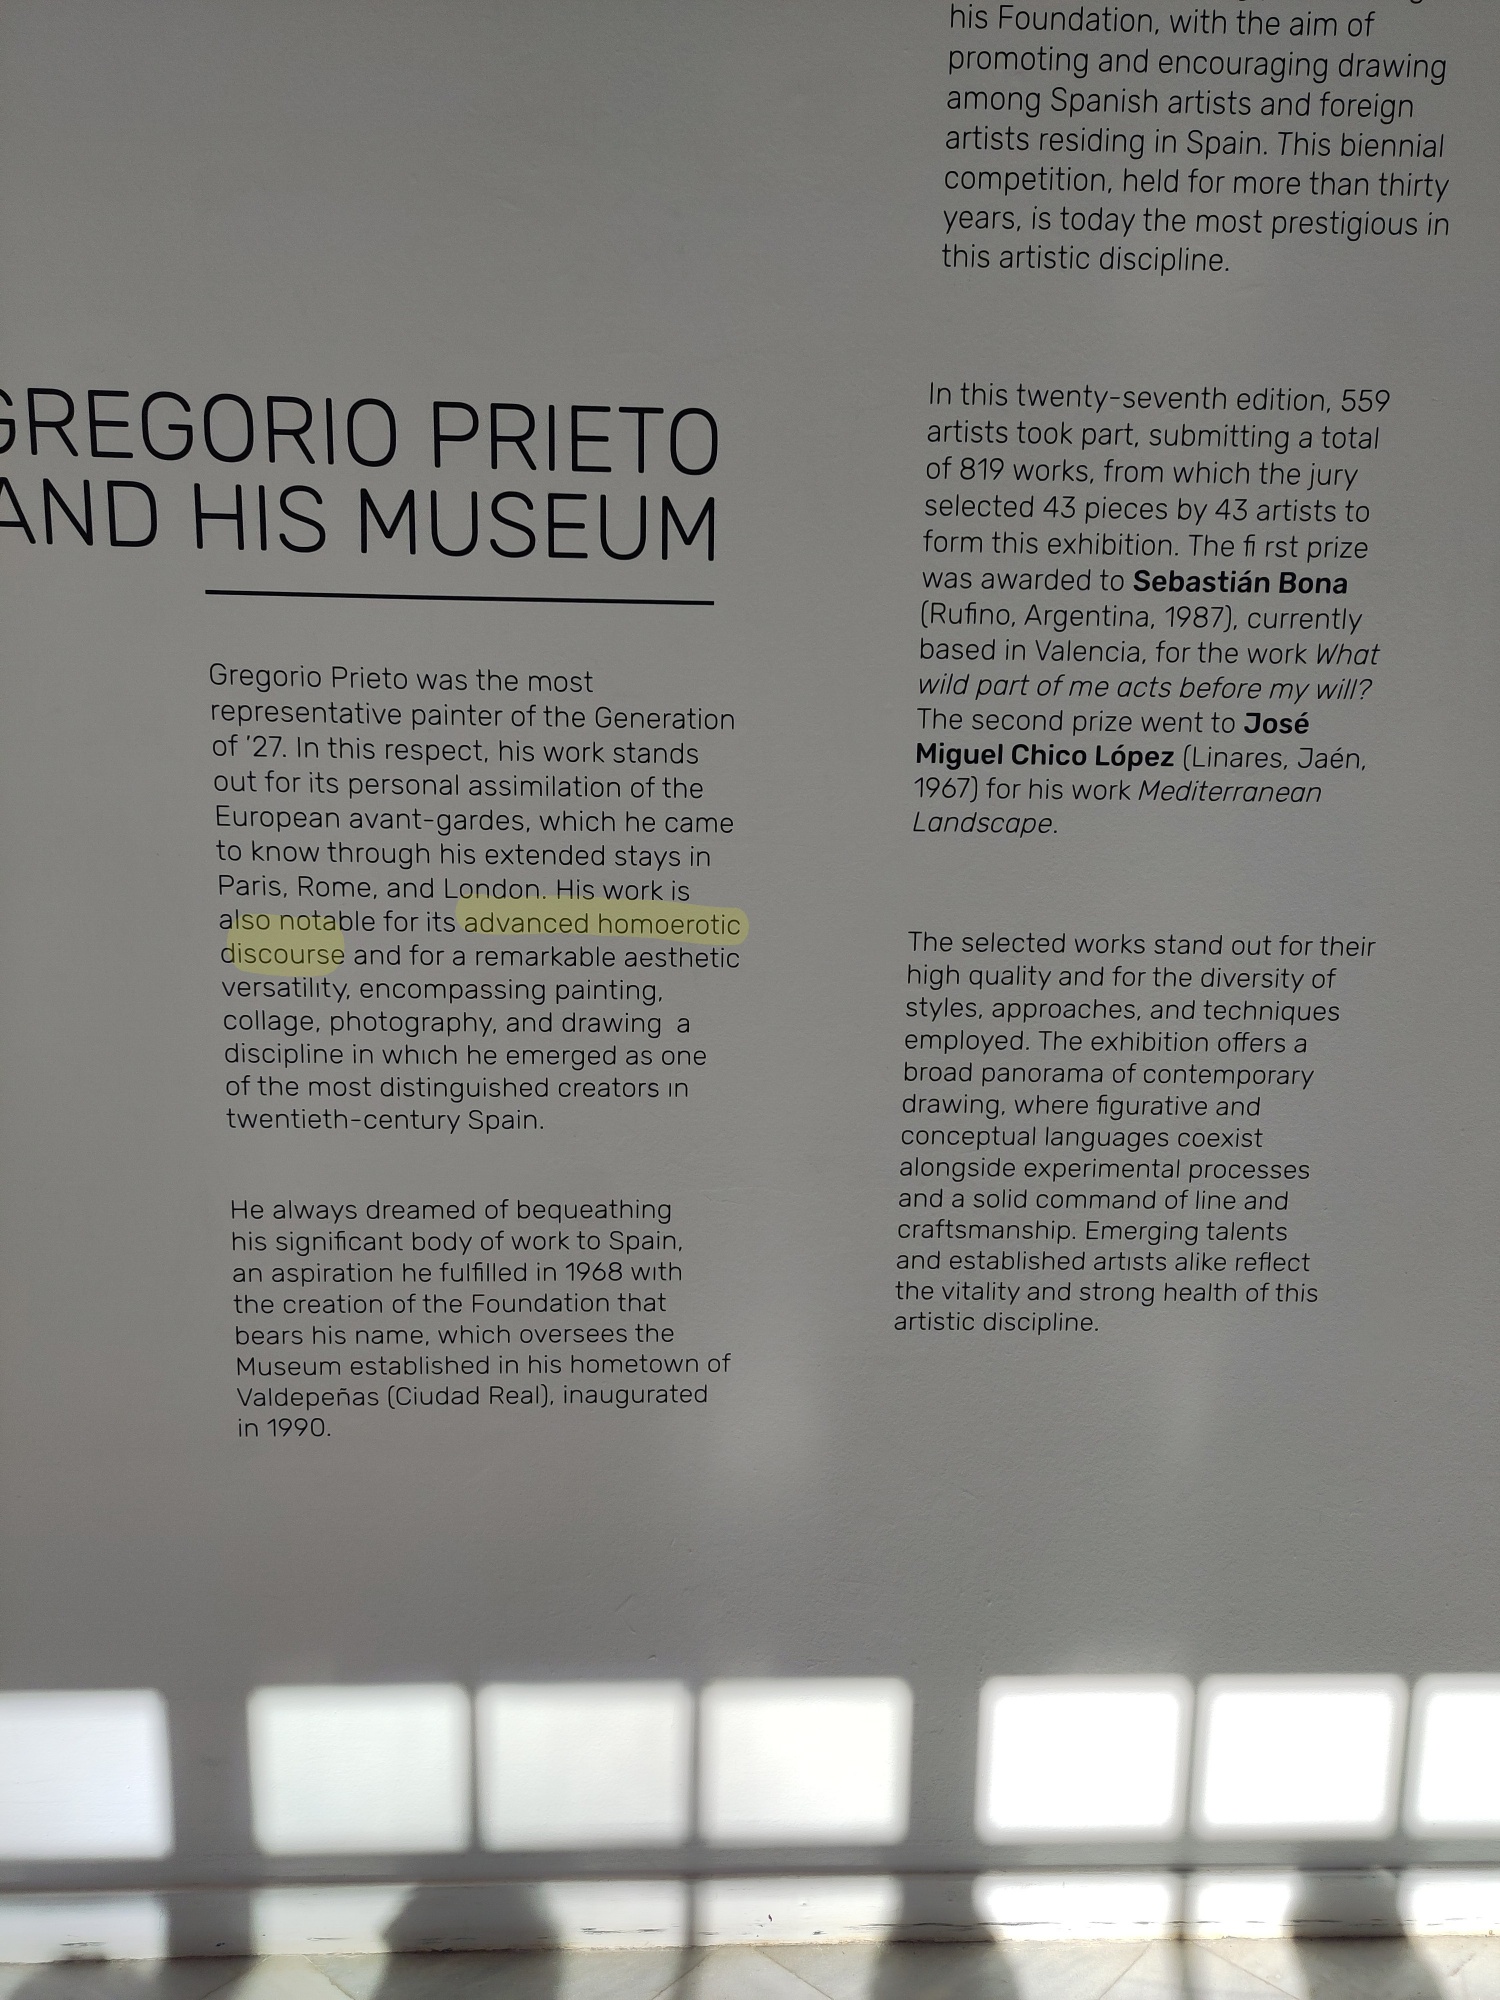 GREGORIO PRIETO
AND HIS MUSEUM
Gregorio Prieto was the most
representative painter of the Generation
of '27. In this respect, his work stands
out for its personal assimilation of the
European avant-gardes, which he came
to know through his extended stays in
Paris, Rome, and London. His work is
also notable for its advanced homoerotic
discourse and for a remarkable aesthetic
versatility, encompassing painting,
collage, photography, and drawing a
discipline in which he emerged as one
of the most distinguished creators in
twentieth-century Spain.
He always dreamed of bequeathing
his significant body of work to Spain,
an aspiration he fulfilled in 1968 with
the creation of the Foundation that
bears his name, which oversees the
Museum established in his hometown of
Valdepeñas (Ciudad Real), inaugurated
in 1990.
his Foundation, with the aim of
promoting and encouraging drawing
among Spanish artists and foreign
artists residing in Spain. This biennial
competition, held for more than thirty
years, is today the most prestigious in
this artistic discipline.
In this twenty-seventh edition, 559
artists took part, submitting a total
of 819 works, from which the jury
selected 43 pieces by 43 artists to
form this exhibition. The fi rst prize
was awarded to Sebastián Bona
(Rufino, Argentina, 1987), currently
based in Valencia, for the work What
wild part of me acts before my will?
The second prize went to José
Miguel Chico López (Linares, Jaén,
1967) for his work Mediterranean
Landscape.
The selected works stand out for their
high quality and for the diversity of
styles, approaches, and techniques
employed. The exhibition offers a
broad panorama of contemporary
drawing, where figurative and
conceptual languages coexist
alongside experimental processes
and a solid command of line and
craftsmanship. Emerging talents
and established artists alike reflect
the vitality and strong health of this
artistic discipline.